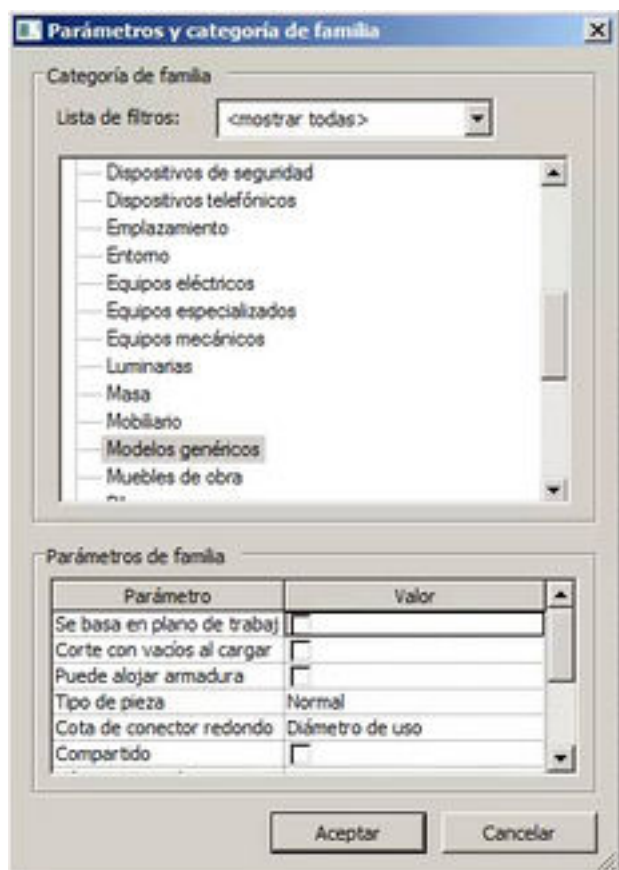 Parámetros y categoría de familia
Categoría de familia
Lista de filtros: <mostrar todas>
Dispositivos de seguridad
Dispositivos telefónicos
Emplazamiento
Entorno
Equipos eléctricos
Equipos especializados
Equipos mecánicos
Luminarias
Masa
Mobiliario
Modelos genéricos
Muebles de obra
Parámetros de familia
Parámetro Valor
Se basa en plano de trabaj
Corte con vacíos al cargar
Puede alojar armadura
Tipo de pieza Normal
Cota de conector redondo Diámetro de uso
Compartido
Aceptar Cancelar